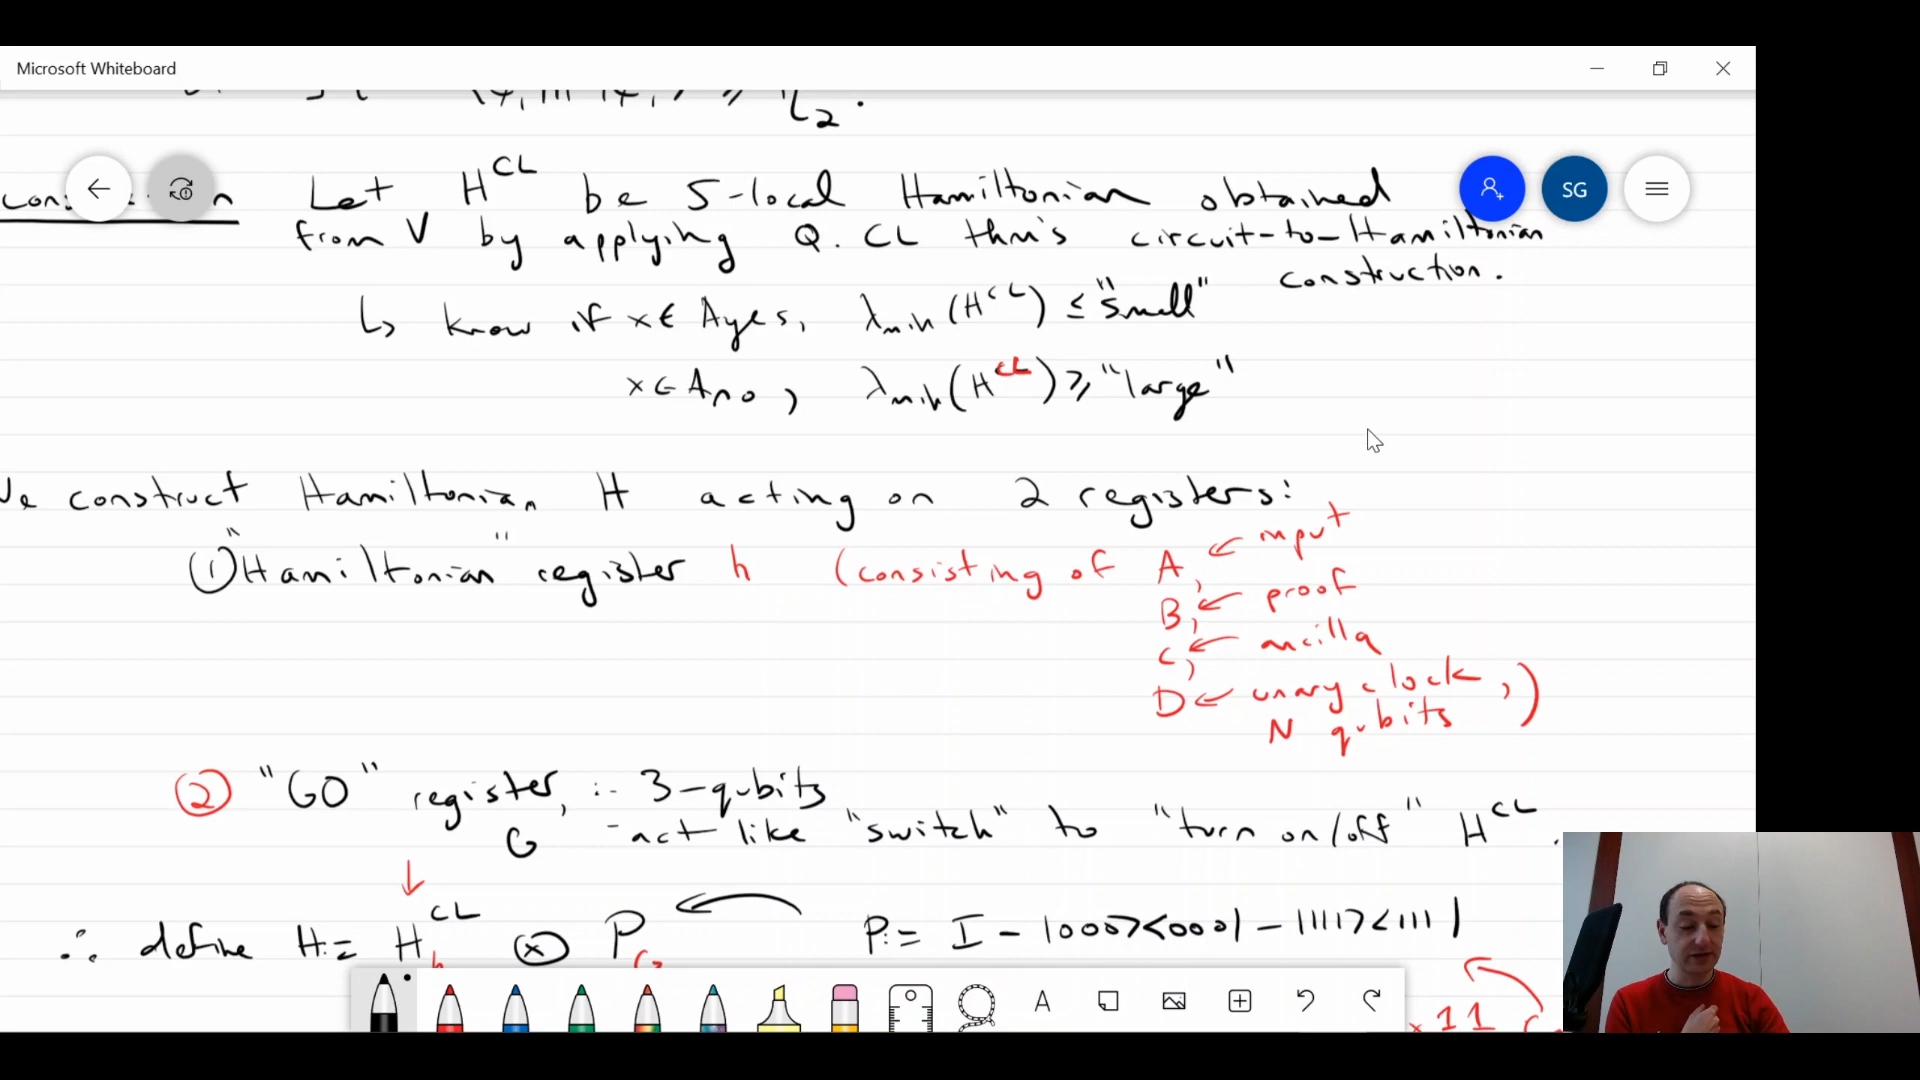 Microsoft Whiteboard
η₂.
Let H^CL be 5-local Hamiltonian obtained
SG
from V by applying Q. CL thm's circuit-to-Hamiltonian
construction.
↳ know if x ∈ Ayes, λmin(H^CL) ≤ "small"
x ∈ Ano, λmin(H^CL) ≥ "large"
construct Hamiltonian H acting on 2 registers:
① "Hamiltonian" register h (consisting of A, ← input
B, ← proof
C, ← ancilla
D ← unary clock, )
N qubits
② "GO" register, :- 3-qubits
G - act like "switch" to "turn on/off" H^CL.
↓
∴ define H := H^CL_h ⊗ P_G ← P := I - |000><000| - |111><111|
A